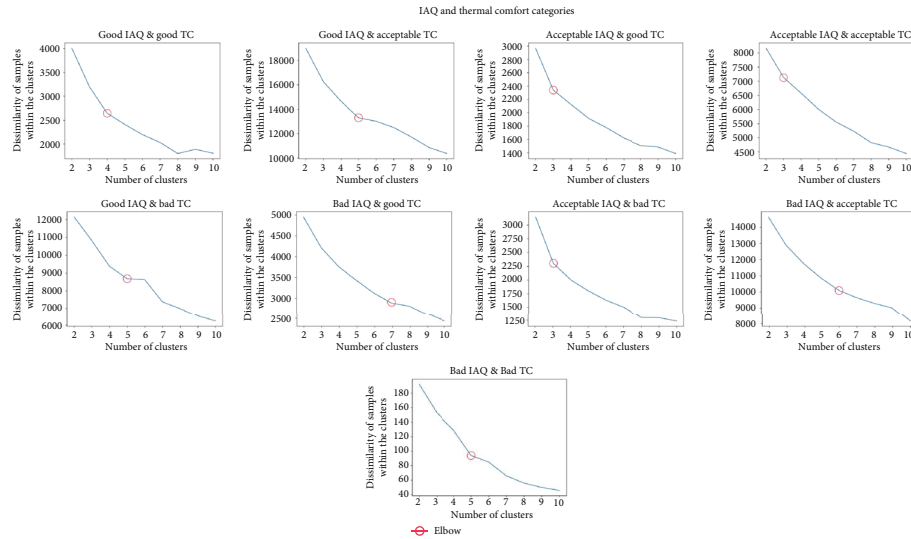 IAQ and thermal comfort categories
Good IAQ & good TC
Dissimilarity of samples
within the clusters
4000
3500
3000
2500
2000
2 3 4 5 6 7 8 9 10
Number of clusters
Good IAQ & acceptable TC
Dissimilarity of samples
within the clusters
18000
16000
14000
12000
10000
2 3 4 5 6 7 8 9 10
Number of clusters
Acceptable IAQ & good TC
Dissimilarity of samples
within the clusters
3000
2800
2600
2400
2200
2000
1800
1600
1400
2 3 4 5 6 7 8 9 10
Number of clusters
Acceptable IAQ & acceptable TC
Dissimilarity of samples
within the clusters
8000
7500
7000
6500
6000
5500
5000
4500
2 3 4 5 6 7 8 9 10
Number of clusters
Good IAQ & bad TC
Dissimilarity of samples
within the clusters
12000
11000
10000
9000
8000
7000
6000
2 3 4 5 6 7 8 9 10
Number of clusters
Bad IAQ & good TC
Dissimilarity of samples
within the clusters
5000
4500
4000
3500
3000
2500
2 3 4 5 6 7 8 9 10
Number of clusters
Acceptable IAQ & bad TC
Dissimilarity of samples
within the clusters
3000
2750
2500
2250
2000
1750
1500
1250
2 3 4 5 6 7 8 9 10
Number of clusters
Bad IAQ & acceptable TC
Dissimilarity of samples
within the clusters
14000
13000
12000
11000
10000
9000
8000
2 3 4 5 6 7 8 9 10
Number of clusters
Bad IAQ & Bad TC
Dissimilarity of samples
within the clusters
180
160
140
120
100
80
60
40
2 3 4 5 6 7 8 9 10
Number of clusters
Elbow